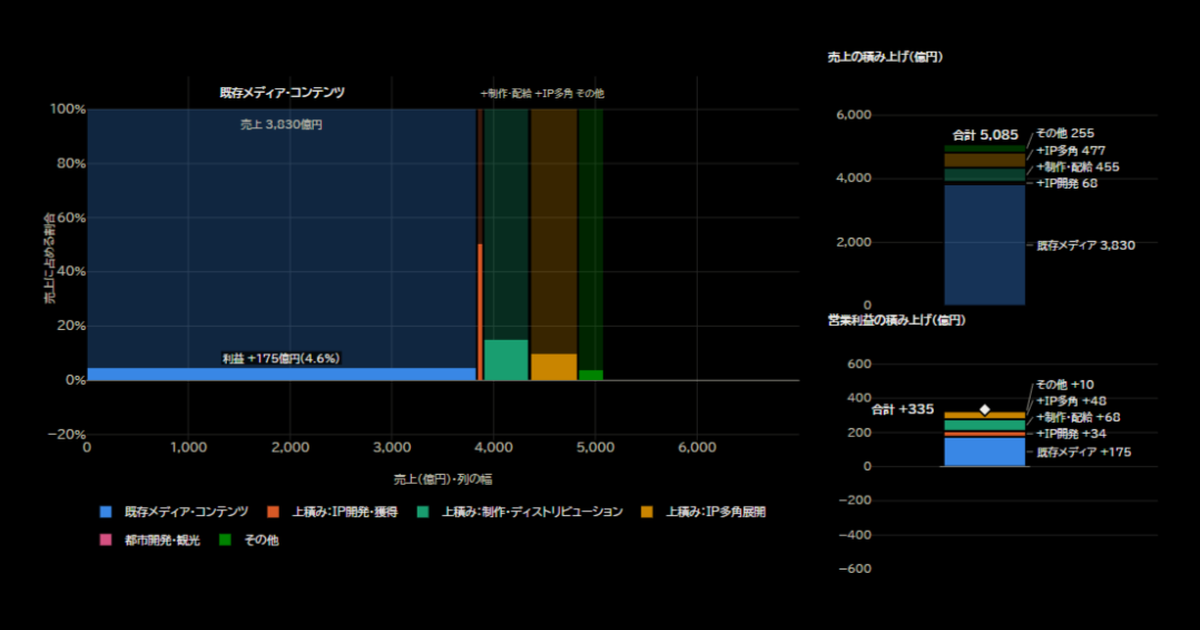 既存メディア・コンテンツ
+制作・配給 +IP多角 その他
売上 3,830億円
利益 +175億円(4.6%)
100%
80%
60%
40%
20%
0%
−20%
売上に占める割合
0
1,000
2,000
3,000
4,000
5,000
6,000
売上(億円)・列の幅
既存メディア・コンテンツ
上積み:IP開発・獲得
上積み:制作・ディストリビューション
上積み:IP多角展開
都市開発・観光
その他
売上の積み上げ(億円)
6,000
4,000
2,000
0
合計 5,085
その他 255
+IP多角 477
+制作・配給 455
+IP開発 68
既存メディア 3,830
営業利益の積み上げ(億円)
600
400
200
0
−200
−400
−600
合計 +335
その他 +10
+IP多角 +48
+制作・配給 +68
+IP開発 +34
既存メディア +175